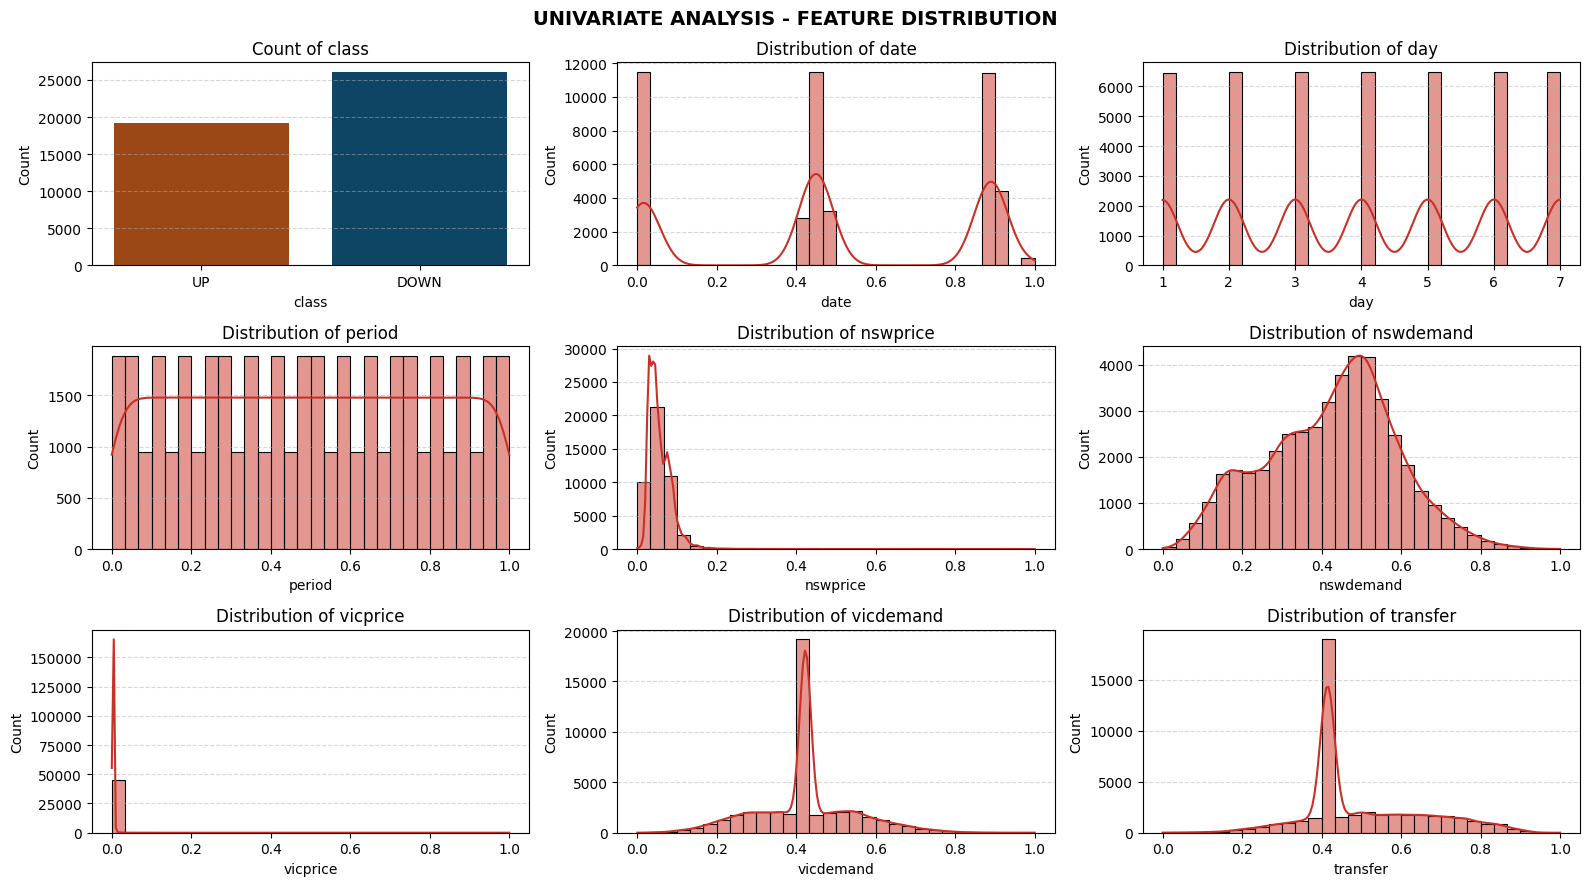 UNIVARIATE ANALYSIS - FEATURE DISTRIBUTION
Count of class
25000
20000
15000
10000
5000
0
Count
UP DOWN
class
Distribution of date
12000
10000
8000
6000
4000
2000
0
Count
0.0 0.2 0.4 0.6 0.8 1.0
date
Distribution of day
6000
5000
4000
3000
2000
1000
0
Count
1 2 3 4 5 6 7
day
Distribution of period
1500
1000
500
0
Count
0.0 0.2 0.4 0.6 0.8 1.0
period
Distribution of nswprice
30000
25000
20000
15000
10000
5000
0
Count
0.0 0.2 0.4 0.6 0.8 1.0
nswprice
Distribution of nswdemand
4000
3000
2000
1000
0
Count
0.0 0.2 0.4 0.6 0.8 1.0
nswdemand
Distribution of vicprice
150000
125000
100000
75000
50000
25000
0
Count
0.0 0.2 0.4 0.6 0.8 1.0
vicprice
Distribution of vicdemand
20000
15000
10000
5000
0
Count
0.0 0.2 0.4 0.6 0.8 1.0
vicdemand
Distribution of transfer
15000
10000
5000
0
Count
0.0 0.2 0.4 0.6 0.8 1.0
transfer